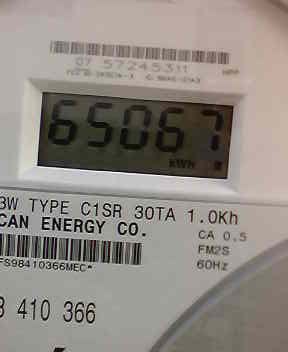 07 57245311
65067
KWH
3W TYPE C1SR 30TA 1.0Kh
CAN ENERGY CO.
CA 0.5
FM2S
60Hz
FS98410366MEC*
410 366